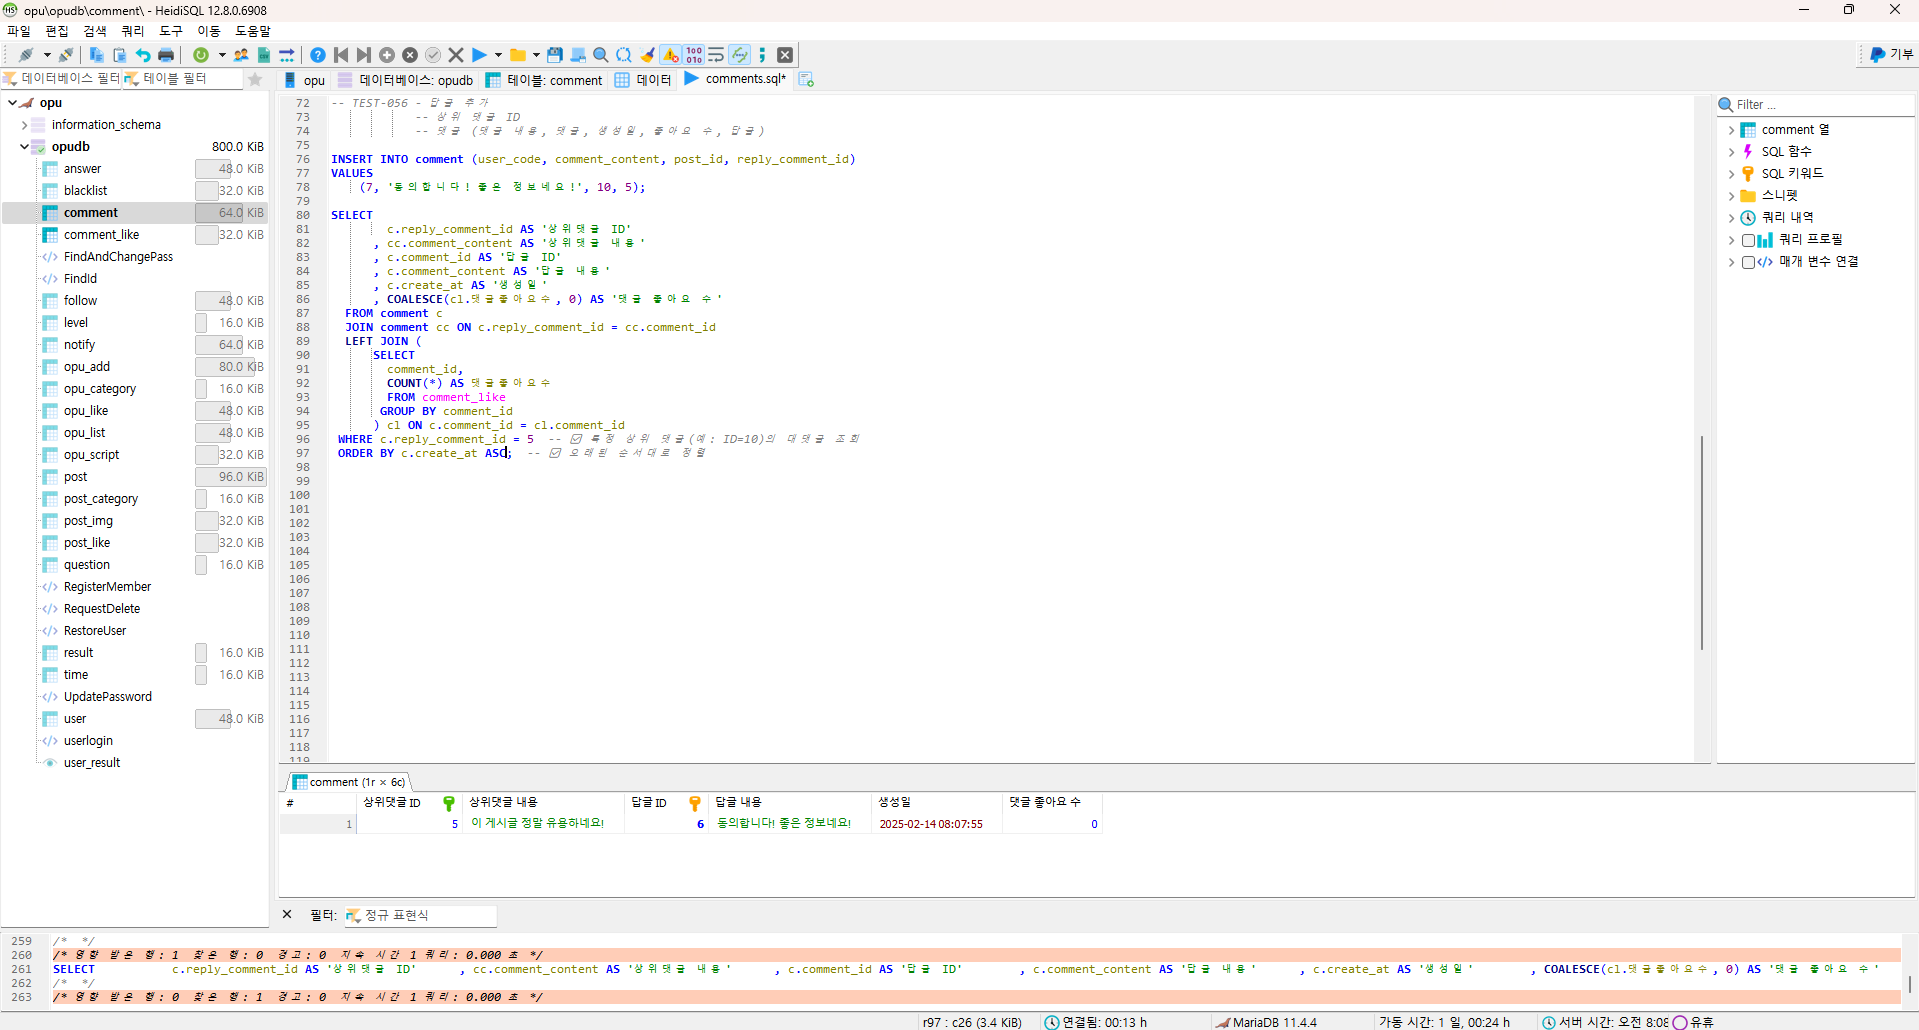 opu\opudb\comment\ - HeidiSQL 12.8.0.6908
파일 편집 검색 쿼리 도구 이동 도움말
기부
데이터베이스 필터 테이블 필터
opu 데이터베이스: opudb 테이블: comment 데이터 comments.sql*
opu
information_schema
opudb 800.0 KiB
answer 48.0 KiB
blacklist 32.0 KiB
comment 64.0 KiB
comment_like 32.0 KiB
FindAndChangePass
FindId
follow 48.0 KiB
level 16.0 KiB
notify 64.0 KiB
opu_add 80.0 KiB
opu_category 16.0 KiB
opu_like 48.0 KiB
opu_list 48.0 KiB
opu_script 32.0 KiB
post 96.0 KiB
post_category 16.0 KiB
post_img 32.0 KiB
post_like 32.0 KiB
question 16.0 KiB
RegisterMember
RequestDelete
RestoreUser
result 16.0 KiB
time 16.0 KiB
UpdatePassword
user 48.0 KiB
userlogin
user_result
72 -- TEST-056 - 답글 추가
73 -- 상위 댓글 ID
74 -- 댓글 (댓글 내용, 댓글, 생성일, 좋아요 수, 답글)
75
76 INSERT INTO comment (user_code, comment_content, post_id, reply_comment_id)
77 VALUES
78 (7, '동의합니다! 좋은 정보네요!', 10, 5);
79
80 SELECT
81 c.reply_comment_id AS '상위댓글 ID'
82 , cc.comment_content AS '상위댓글 내용'
83 , c.comment_id AS '답글 ID'
84 , c.comment_content AS '답글 내용'
85 , c.create_at AS '생성일'
86 , COALESCE(cl.댓글좋아요수, 0) AS '댓글 좋아요 수'
87 FROM comment c
88 JOIN comment cc ON c.reply_comment_id = cc.comment_id
89 LEFT JOIN (
90 SELECT
91 comment_id,
92 COUNT(*) AS 댓글좋아요수
93 FROM comment_like
94 GROUP BY comment_id
95 ) cl ON c.comment_id = cl.comment_id
96 WHERE c.reply_comment_id = 5 -- ☑ 특정 상위 댓글(예: ID=10)의 대댓글 조회
97 ORDER BY c.create_at ASC; -- ☑ 오래된 순서대로 정렬
98
99
100
101
102
103
104
105
106
107
108
109
110
111
112
113
114
115
116
117
118
119
Filter ...
comment 열
SQL 함수
SQL 키워드
스니펫
쿼리 내역
쿼리 프로필
매개 변수 연결
comment (1r × 6c)
# 상위댓글 ID 상위댓글 내용 답글 ID 답글 내용 생성일 댓글 좋아요 수
1 5 이 게시글 정말 유용하네요! 6 동의합니다! 좋은 정보네요! 2025-02-14 08:07:55 0
필터: 정규 표현식
259 /* */
260 /* 영향 받은 행: 1 찾은 행: 0 경고: 0 지속 시간 1 쿼리: 0.000 초 */
261 SELECT c.reply_comment_id AS '상위댓글 ID' , cc.comment_content AS '상위댓글 내용' , c.comment_id AS '답글 ID' , c.comment_content AS '답글 내용' , c.create_at AS '생성일' , COALESCE(cl.댓글좋아요수, 0) AS '댓글 좋아요 수'
262 /* */
263 /* 영향 받은 행: 0 찾은 행: 1 경고: 0 지속 시간 1 쿼리: 0.000 초 */
r97 : c26 (3.4 KiB) 연결됨: 00:13 h MariaDB 11.4.4 가동 시간: 1 일, 00:24 h 서버 시간: 오전 8:08 유휴